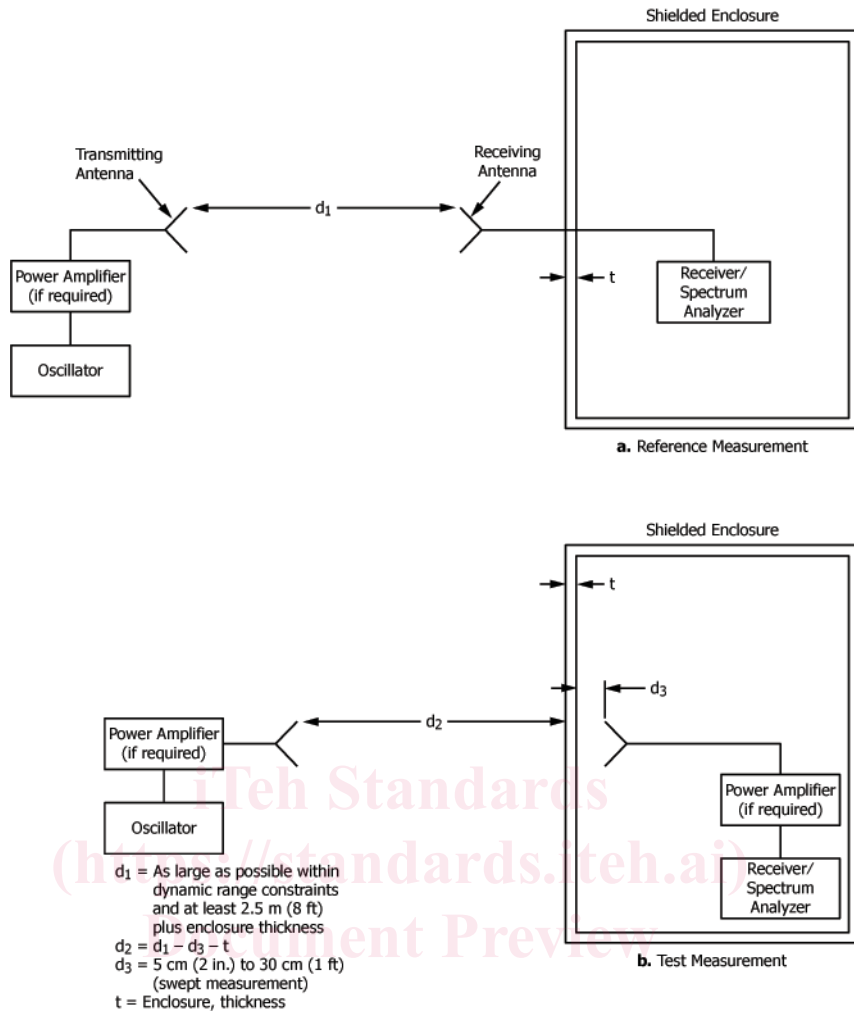 Shielded Enclosure
Transmitting
Antenna
Receiving
Antenna
d₁
Power Amplifier
(if required)
Oscillator
t
Receiver/
Spectrum
Analyzer
a. Reference Measurement
Shielded Enclosure
t
d₃
d₂
Power Amplifier
(if required)
Oscillator
Power Amplifier
(if required)
Receiver/
Spectrum
Analyzer
b. Test Measurement
d₁ = As large as possible within
dynamic range constraints
and at least 2.5 m (8 ft)
plus enclosure thickness
d₂ = d₁ – d₃ – t
d₃ = 5 cm (2 in.) to 30 cm (1 ft)
(swept measurement)
t = Enclosure, thickness
iTeh Standards
(https://standards.iteh.ai)
Document Preview